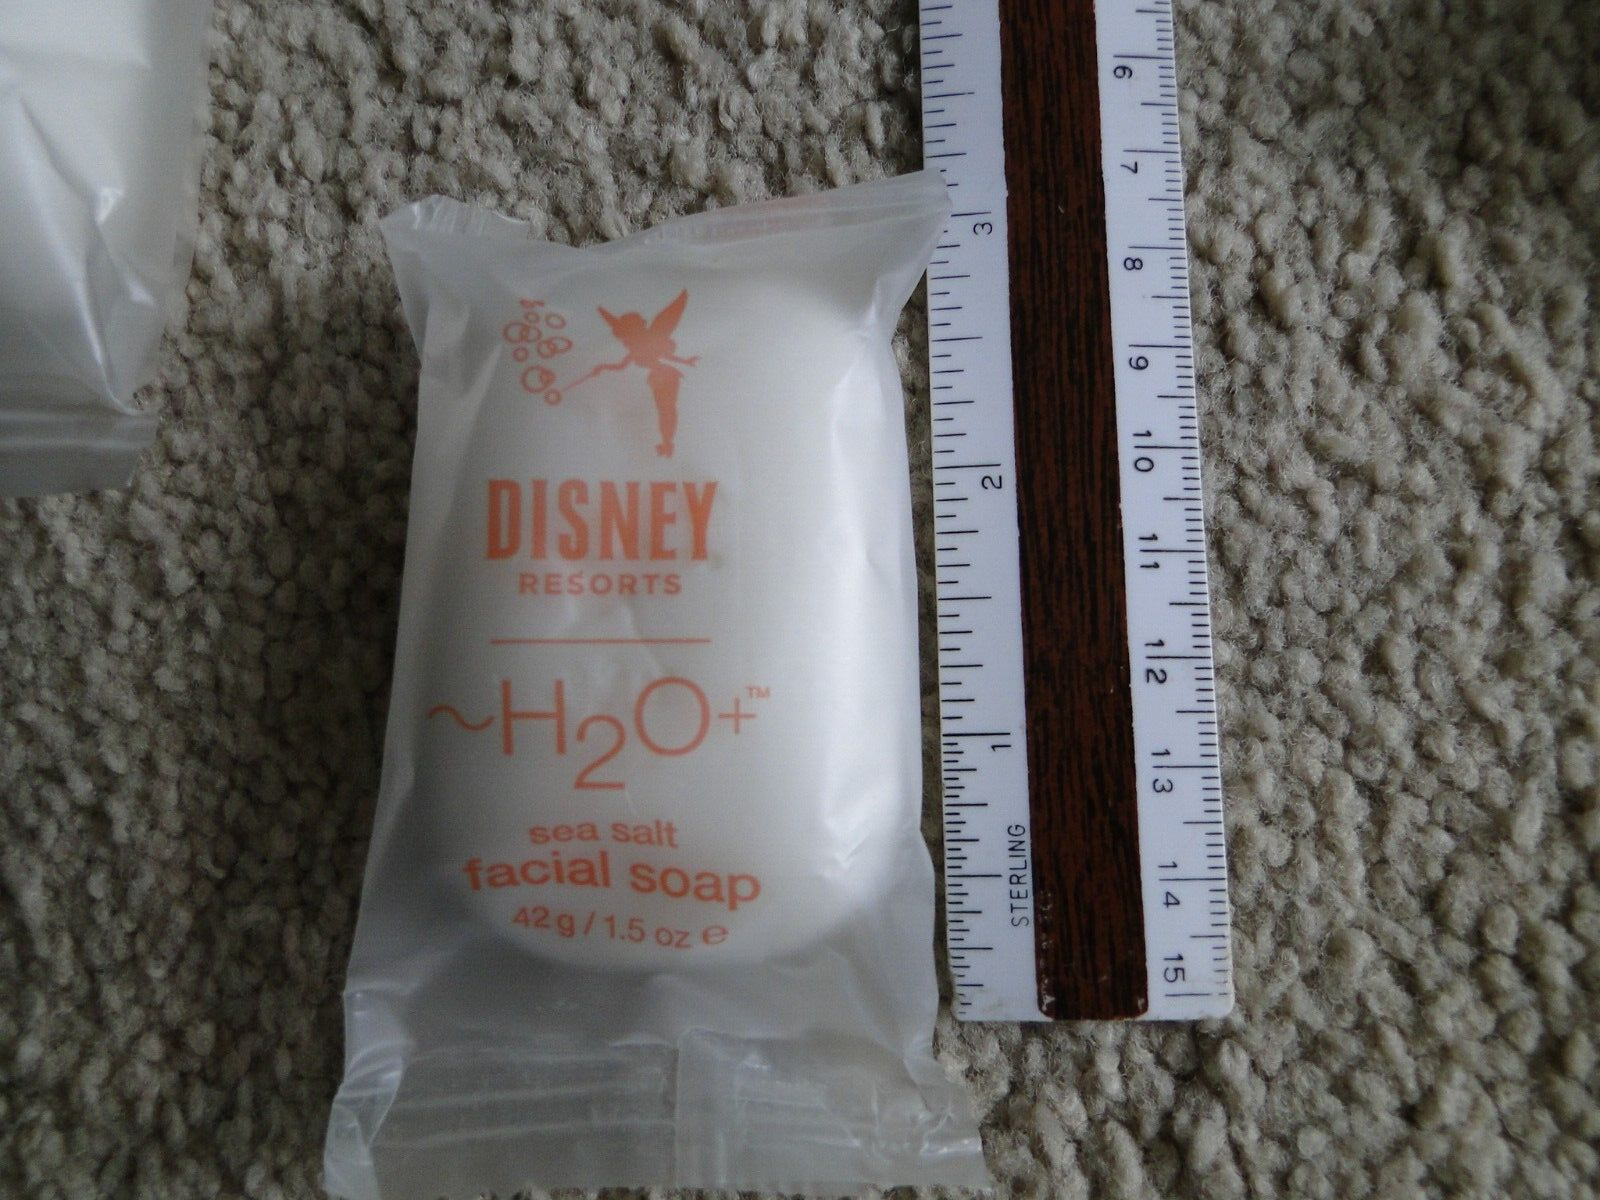 DISNEY
RESORTS
~H2O+™
sea salt
facial soap
42 g / 1.5 oz e
3
2
1
STERLING
6
7
8
9
10
11
12
13
14
15